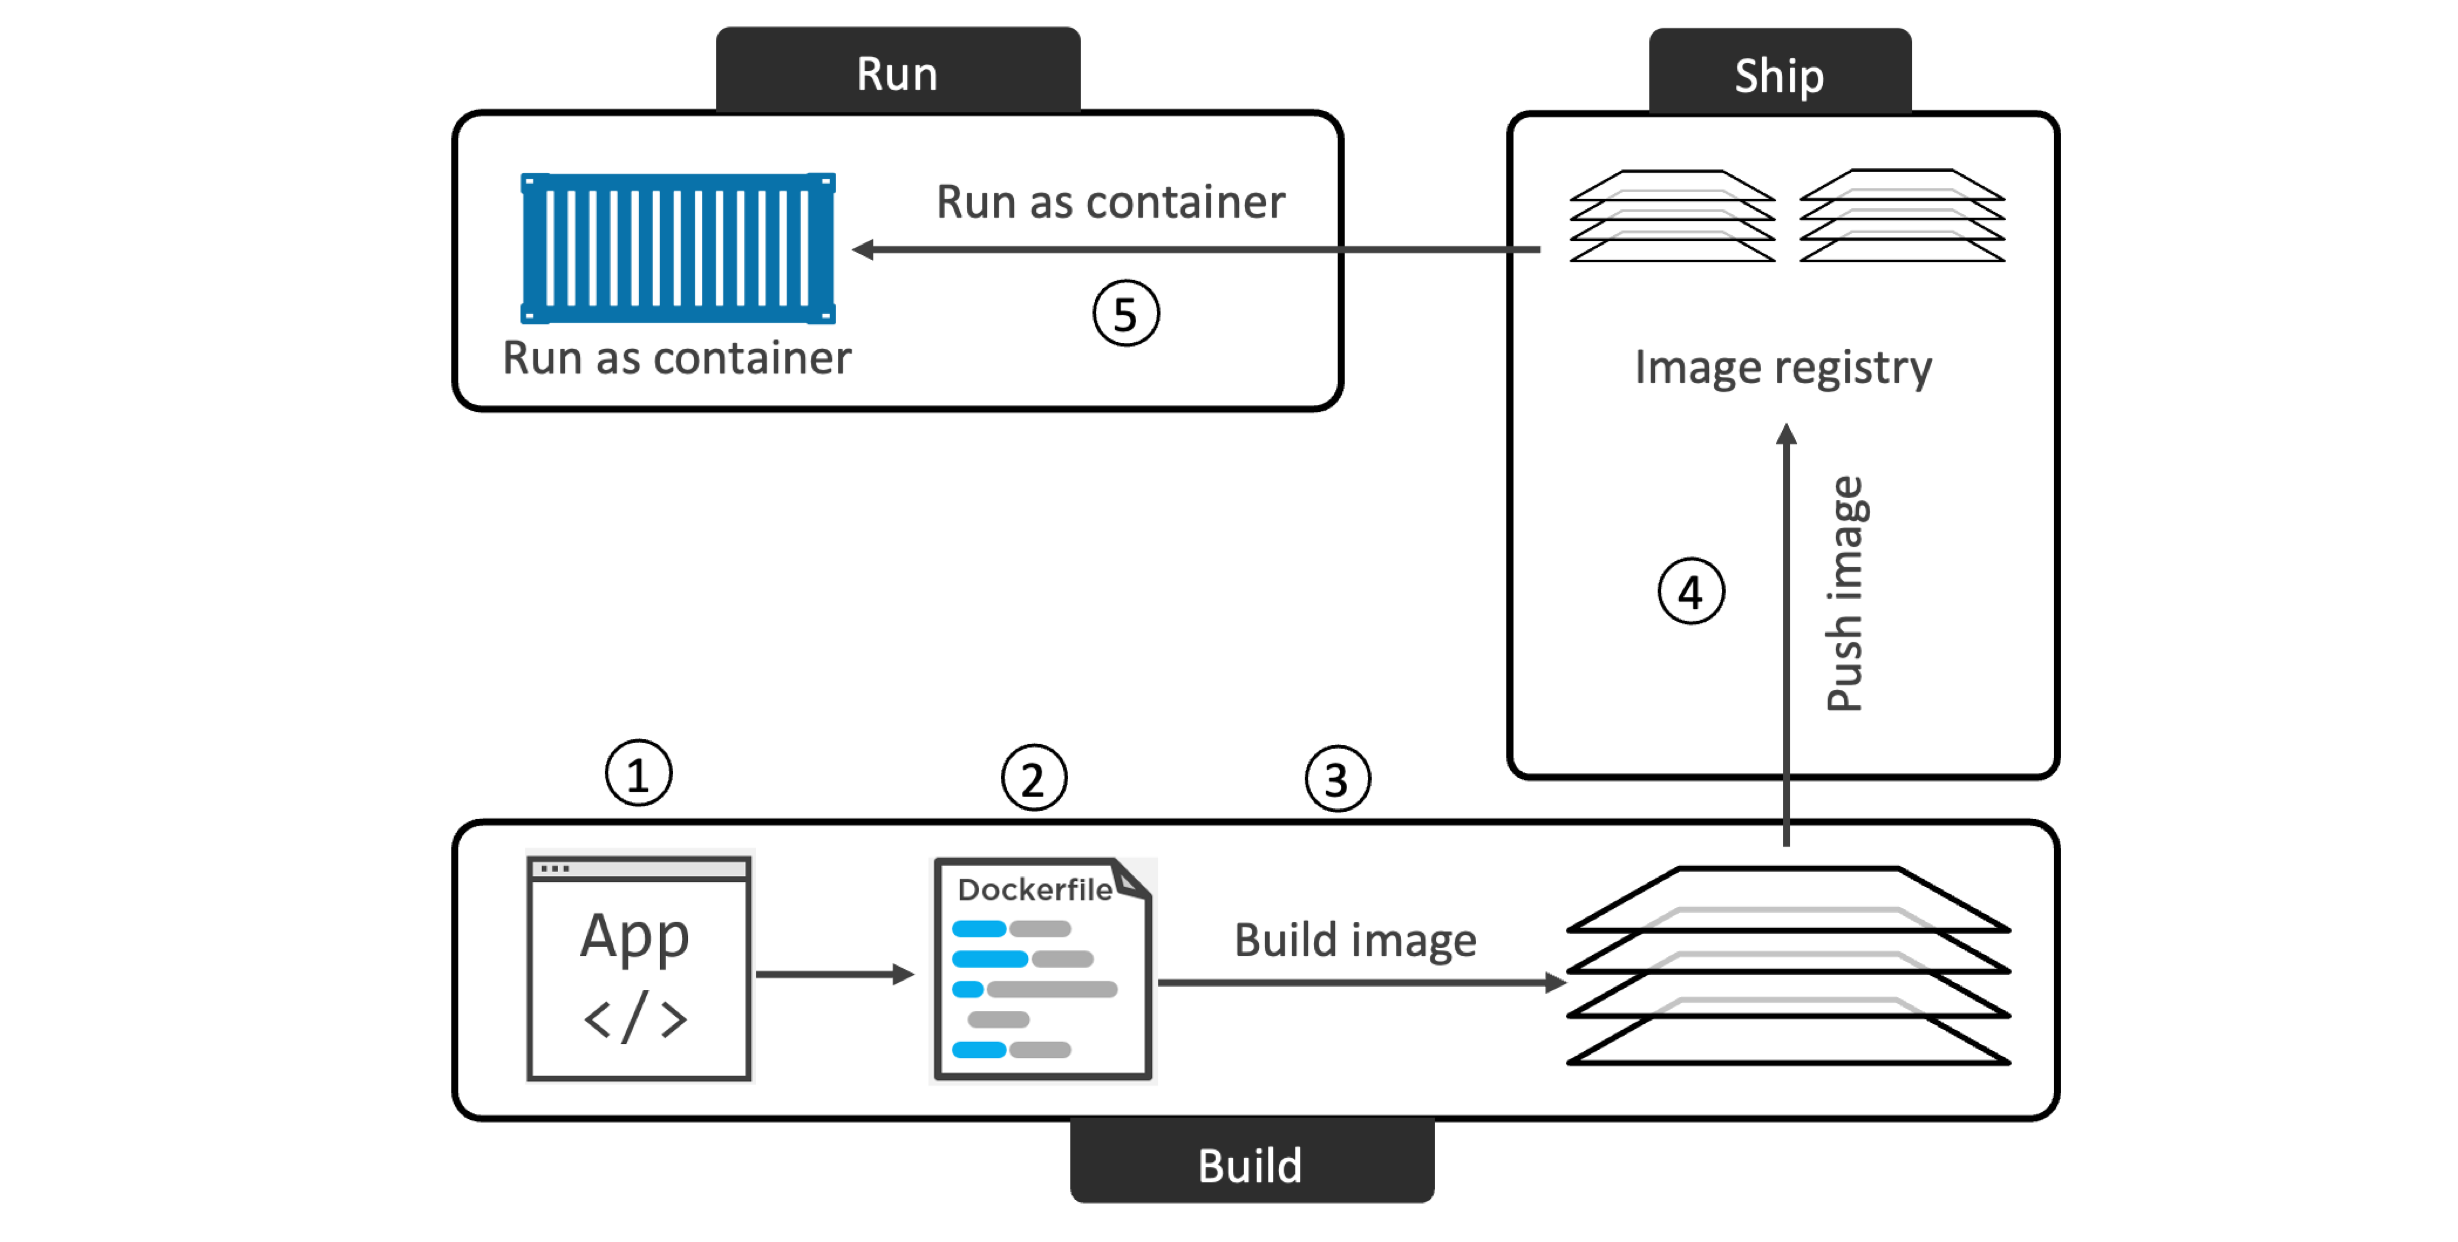 Run
Ship
Run as container
5
Run as container
Image registry
4
Push image
1
2
3
App
</>
Dockerfile
Build image
Build